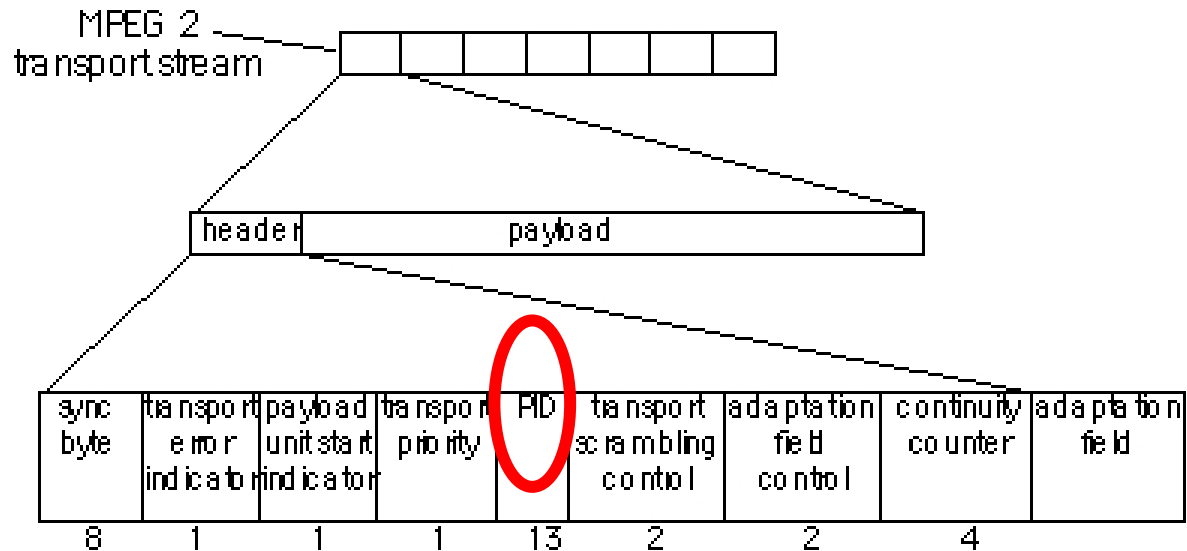 MPEG 2
transport stream
header payload
sync byte
transport error indicator
payload unit start indicator
transport priority
PID
transport scrambling control
adaptation field control
continuity counter
adaptation field
8 1 1 1 13 2 2 4